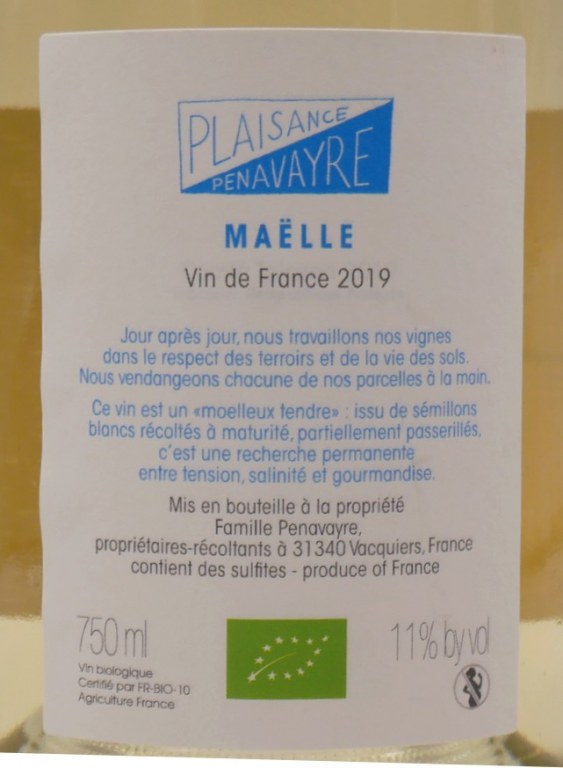 PLAISANCE
PENAVAYRE
MAËLLE
Vin de France 2019
Jour après jour, nous travaillons nos vignes
dans le respect des terroirs et de la vie des sols.
Nous vendangeons chacune de nos parcelles à la main.
Ce vin est un «moelleux tendre» : issu de sémillons
blancs récoltés à maturité, partiellement passerillés,
c'est une recherche permanente
entre tension, salinité et gourmandise.
Mis en bouteille à la propriété
Famille Penavayre,
propriétaires-récoltants à 31340 Vacquiers, France
contient des sulfites - produce of France
750 ml
11% by vol
Vin biologique
Certifié par FR-BIO-10
Agriculture France